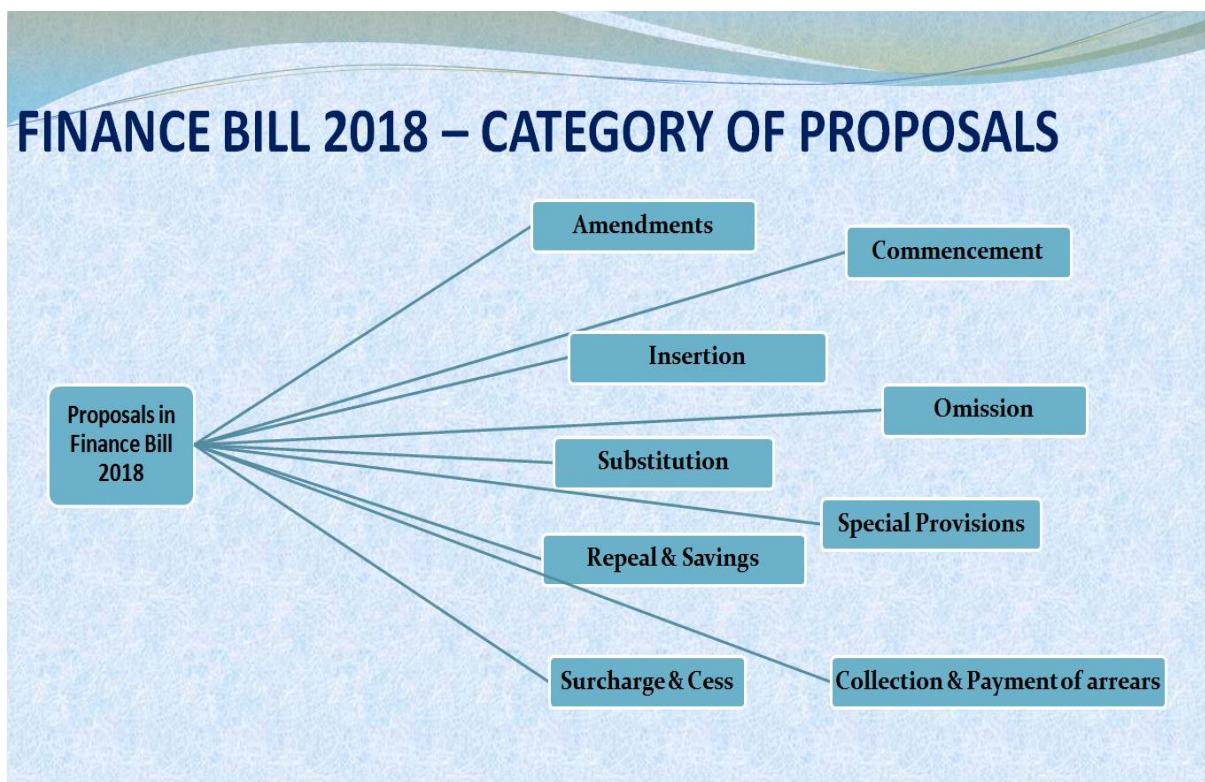 FINANCE BILL 2018 – CATEGORY OF PROPOSALS
Amendments
Commencement
Insertion
Proposals in
Finance Bill
2018
Omission
Substitution
Special Provisions
Repeal & Savings
Surcharge & Cess
Collection & Payment of arrears